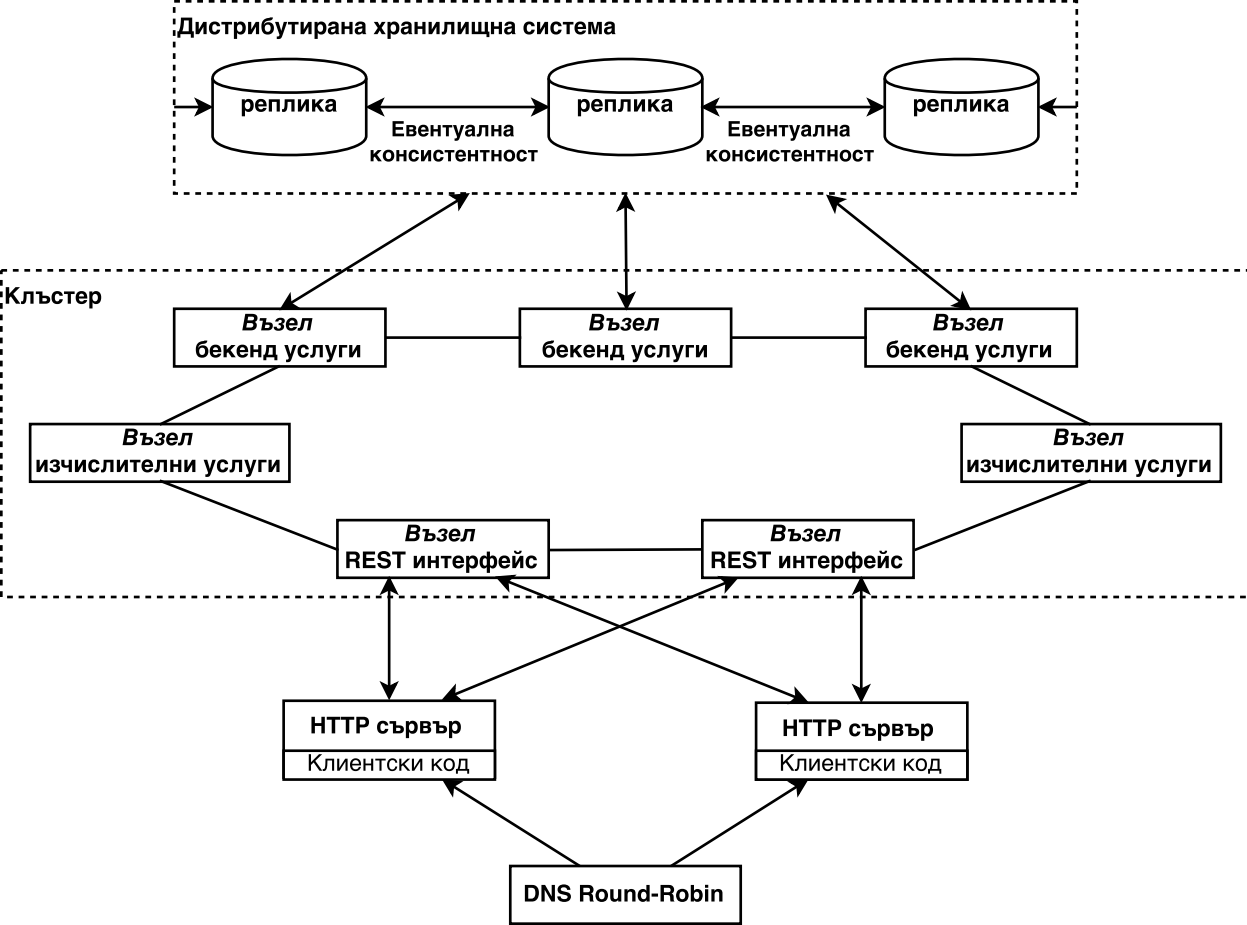 Дистрибутирана хранилищна система
реплика
реплика
реплика
Евентуална
консистентност
Евентуална
консистентност
Клъстер
Възел
бекенд услуги
Възел
бекенд услуги
Възел
бекенд услуги
Възел
изчислителни услуги
Възел
изчислителни услуги
Възел
REST интерфейс
Възел
REST интерфейс
HTTP сървър
Клиентски код
HTTP сървър
Клиентски код
DNS Round-Robin